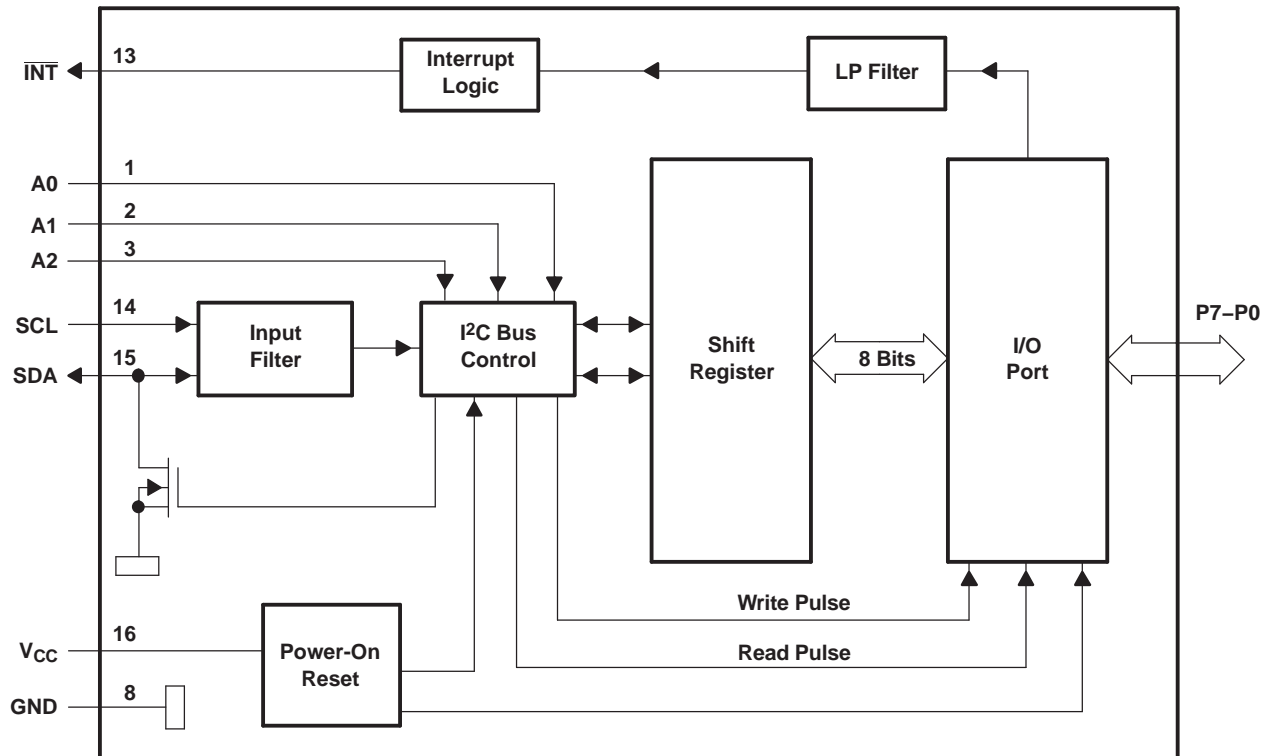 INT
13
Interrupt
Logic
LP Filter
A0
1
A1
2
A2
3
SCL
14
SDA
15
Input
Filter
I²C Bus
Control
Shift
Register
8 Bits
I/O
Port
P7–P0
Write Pulse
Read Pulse
VCC
16
Power-On
Reset
GND
8